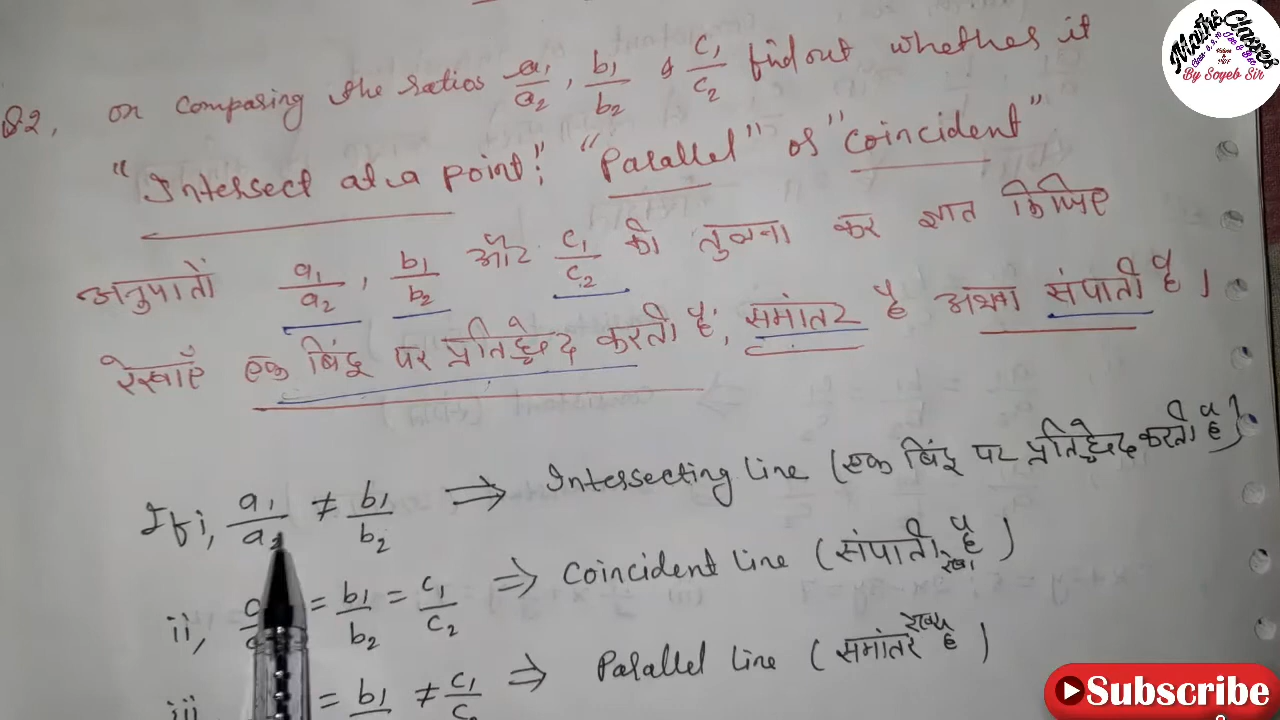 Q2, on comparing the ratios a₁/a₂, b₁/b₂ & c₁/c₂ find out whether it
"Intersect at a point", "Parallel" or "coincident"
अनुपातों a₁/a₂, b₁/b₂ और c₁/c₂ की तुलना कर ज्ञात किजिए
रेखाएँ एक बिंदु पर प्रतिछेद करती है, समांतर है अथवा संपाती है।
If i, a₁/a₂ ≠ b₁/b₂ ⇒ Intersecting line (एक बिंदु पर प्रतिछेद करती है)
ii, = b₁/b₂ = c₁/c₂ ⇒ Coincident line (संपाती रेखा है)
iii, = b₁/ ≠ c₁/c₂ ⇒ Parallel line (समांतर रेखा है)
Maths Classes
By Soyeb Sir
Subscribe